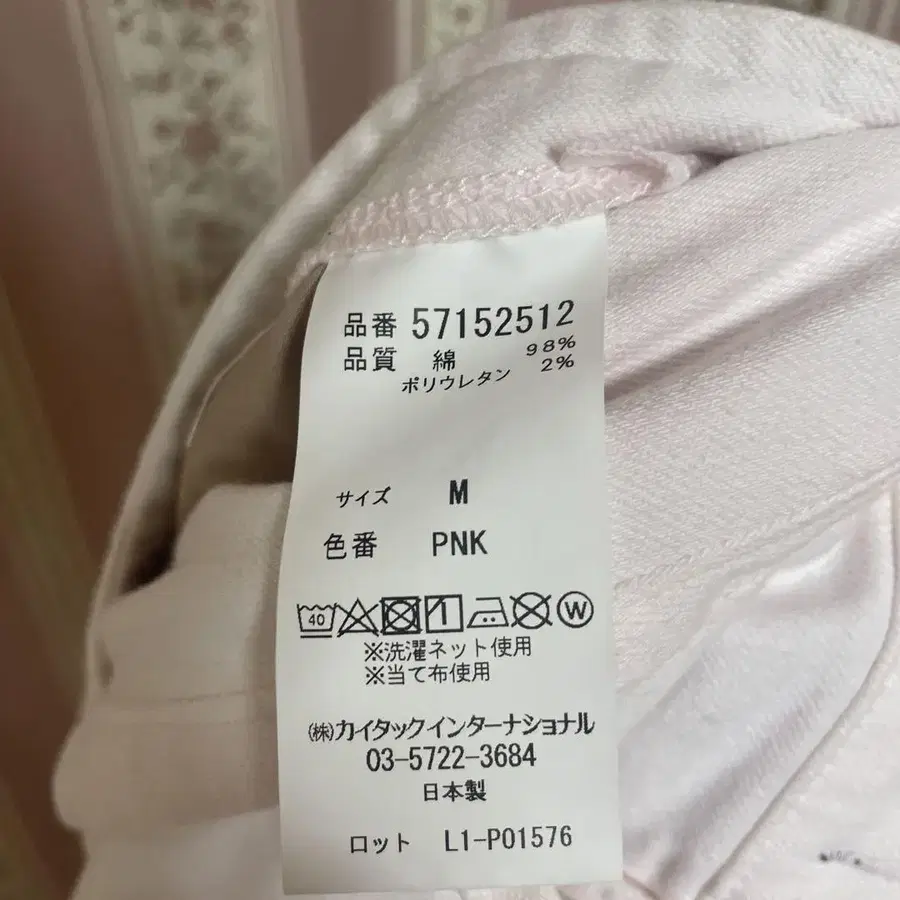 品番 57152512
品質 綿 98%
ポリウレタン 2%
サイズ M
色番 PNK
40 W
※洗濯ネット使用
※当て布使用
㈱カイタックインターナショナル
03-5722-3684
日本製
ロット L1-P01576